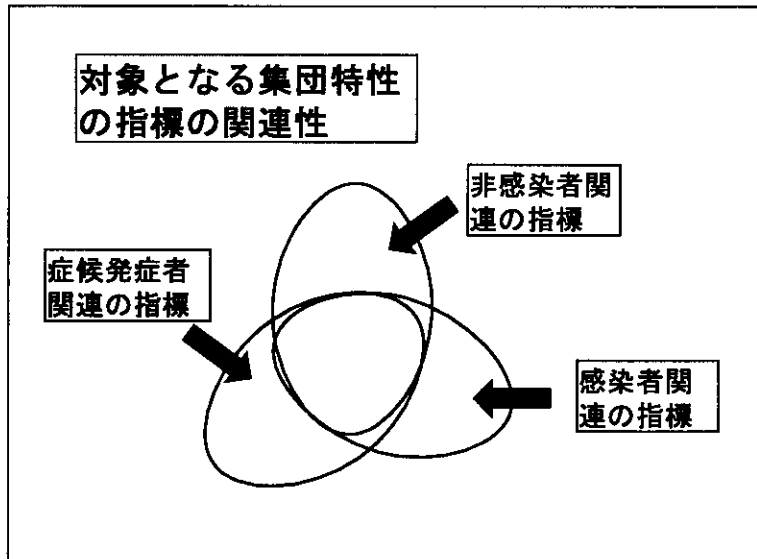 対象となる集団特性
の指標の関連性
非感染者関
連の指標
症候発症者
関連の指標
感染者関
連の指標